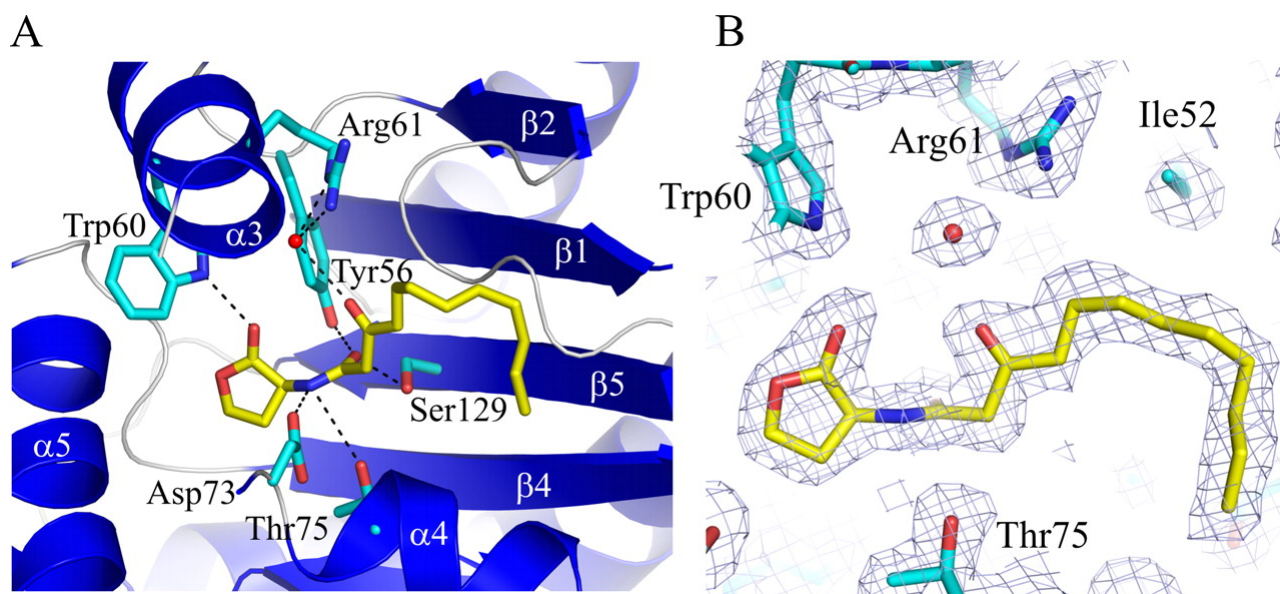 A
B
Arg61
β2
Ile52
Arg61
Trp60
Trp60
α3
β1
Tyr56
β5
Ser129
α5
β4
Asp73
Thr75
α4
Thr75